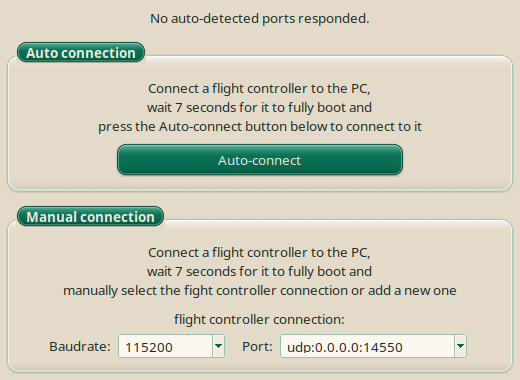 No auto-detected ports responded.
Auto connection
Connect a flight controller to the PC,
wait 7 seconds for it to fully boot and
press the Auto-connect button below to connect to it
Auto-connect
Manual connection
Connect a flight controller to the PC,
wait 7 seconds for it to fully boot and
manually select the fight controller connection or add a new one
flight controller connection:
Baudrate: 115200 Port: udp:0.0.0.0:14550